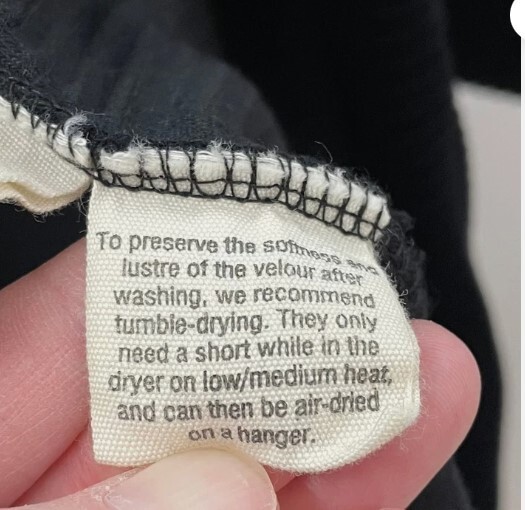 To preserve the softness and
lustre of the velour after
washing, we recommend
tumble-drying. They only
need a short while in the
dryer on low/medium heat,
and can then be air-dried
on a hanger.